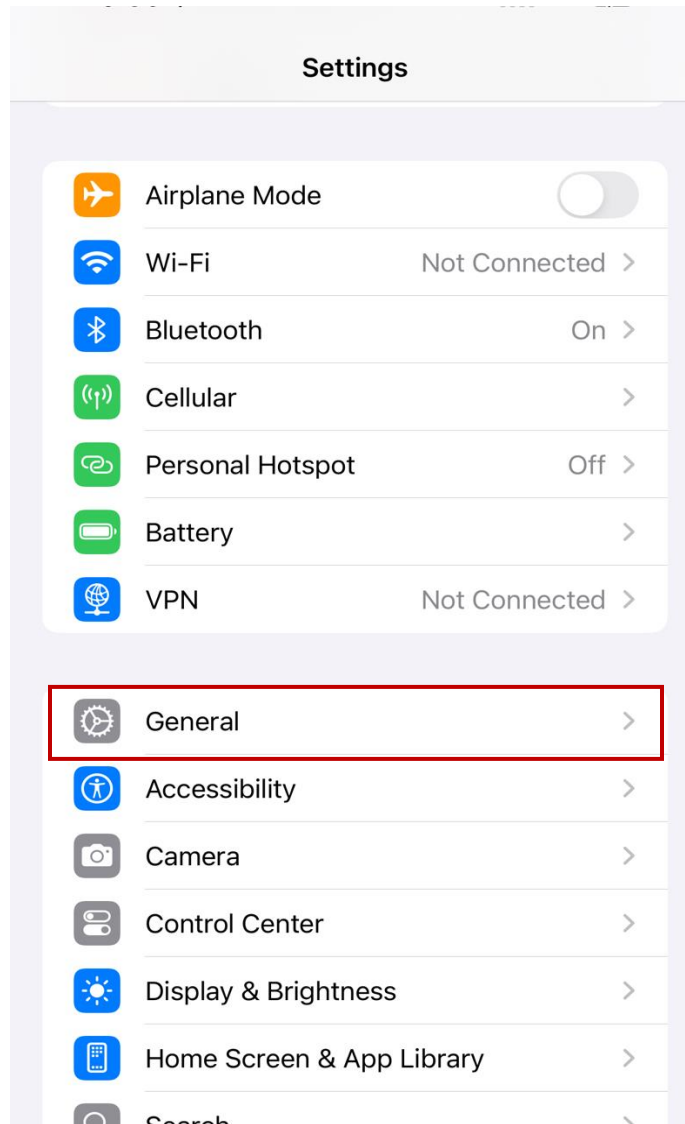 Settings
Airplane Mode
Wi-Fi Not Connected
Bluetooth On
Cellular
Personal Hotspot Off
Battery
VPN Not Connected
General
Accessibility
Camera
Control Center
Display & Brightness
Home Screen & App Library
Search